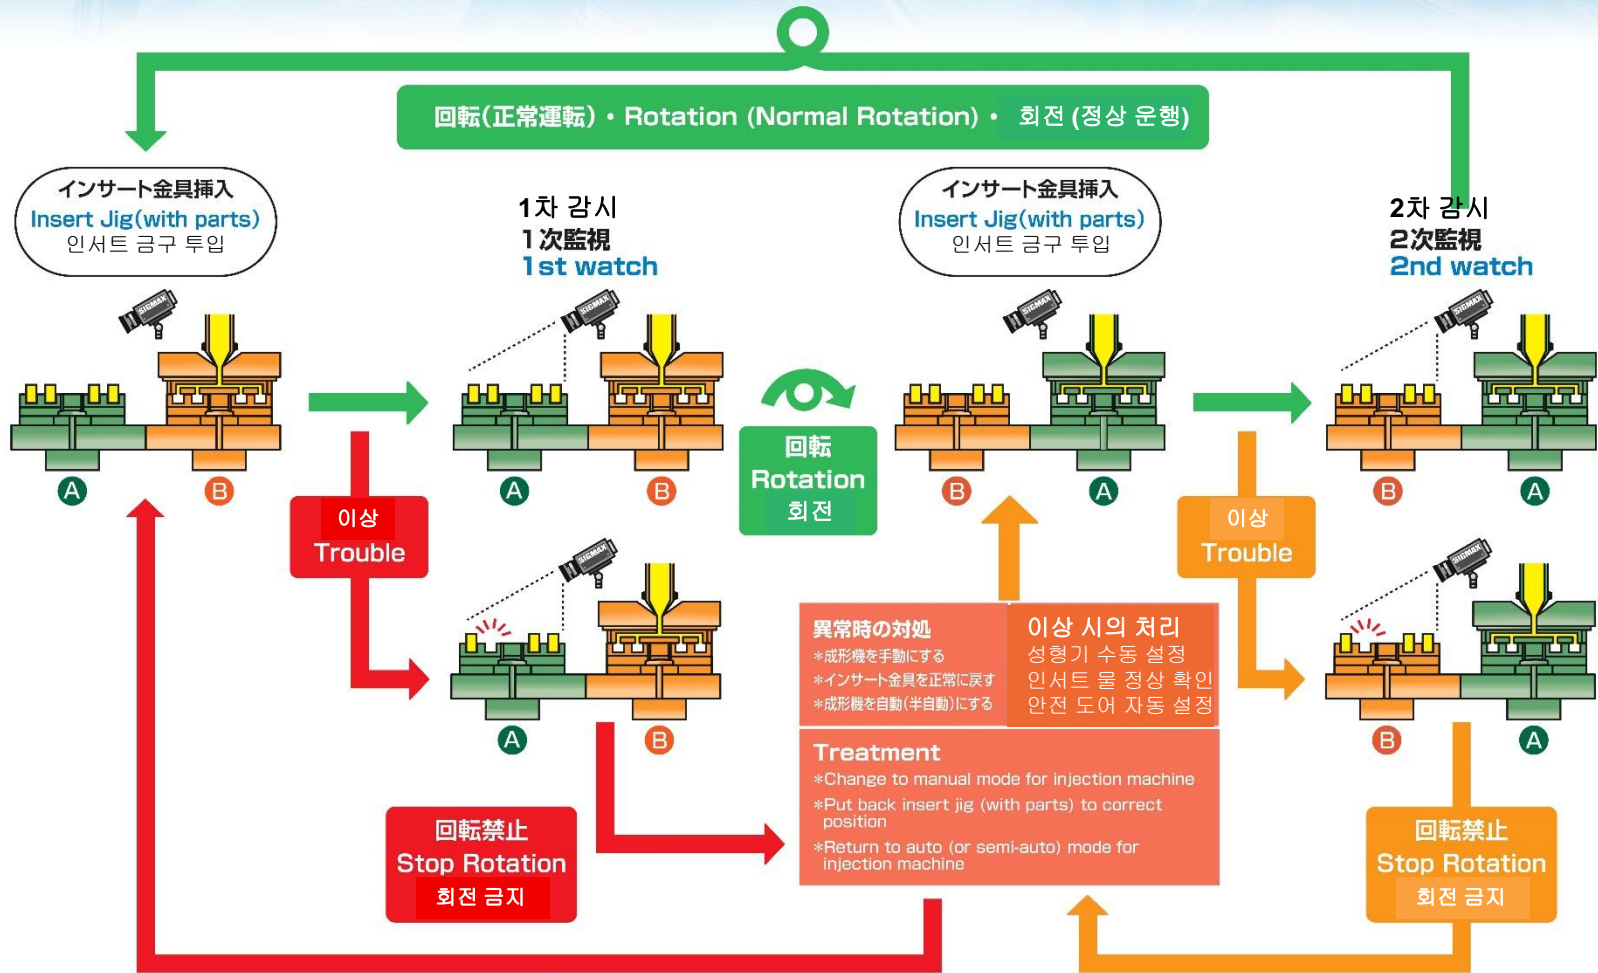 回転(正常運転)・Rotation (Normal Rotation)・ 회전 (정상 운행)
インサート金具挿入
Insert Jig(with parts)
인서트 금구 투입
1차 감시
1次監視
1st watch
インサート金具挿入
Insert Jig(with parts)
인서트 금구 투입
2차 감시
2次監視
2nd watch
SIGMAX
SIGMAX
SIGMAX
SIGMAX
A
B
A
B
回転
Rotation
회전
B
A
B
A
이상
Trouble
이상
Trouble
SIGMAX
A
B
SIGMAX
B
A
異常時の対処
*成形機を手動にする
*インサート金具を正常に戻す
*成形機を自動(半自動)にする
이상 시의 처리
성형기 수동 설정
인서트 물 정상 확인
안전 도어 자동 설정
Treatment
*Change to manual mode for injection machine
*Put back insert jig (with parts) to correct
position
*Return to auto (or semi-auto) mode for
injection machine
回転禁止
Stop Rotation
회전 금지
回転禁止
Stop Rotation
회전 금지